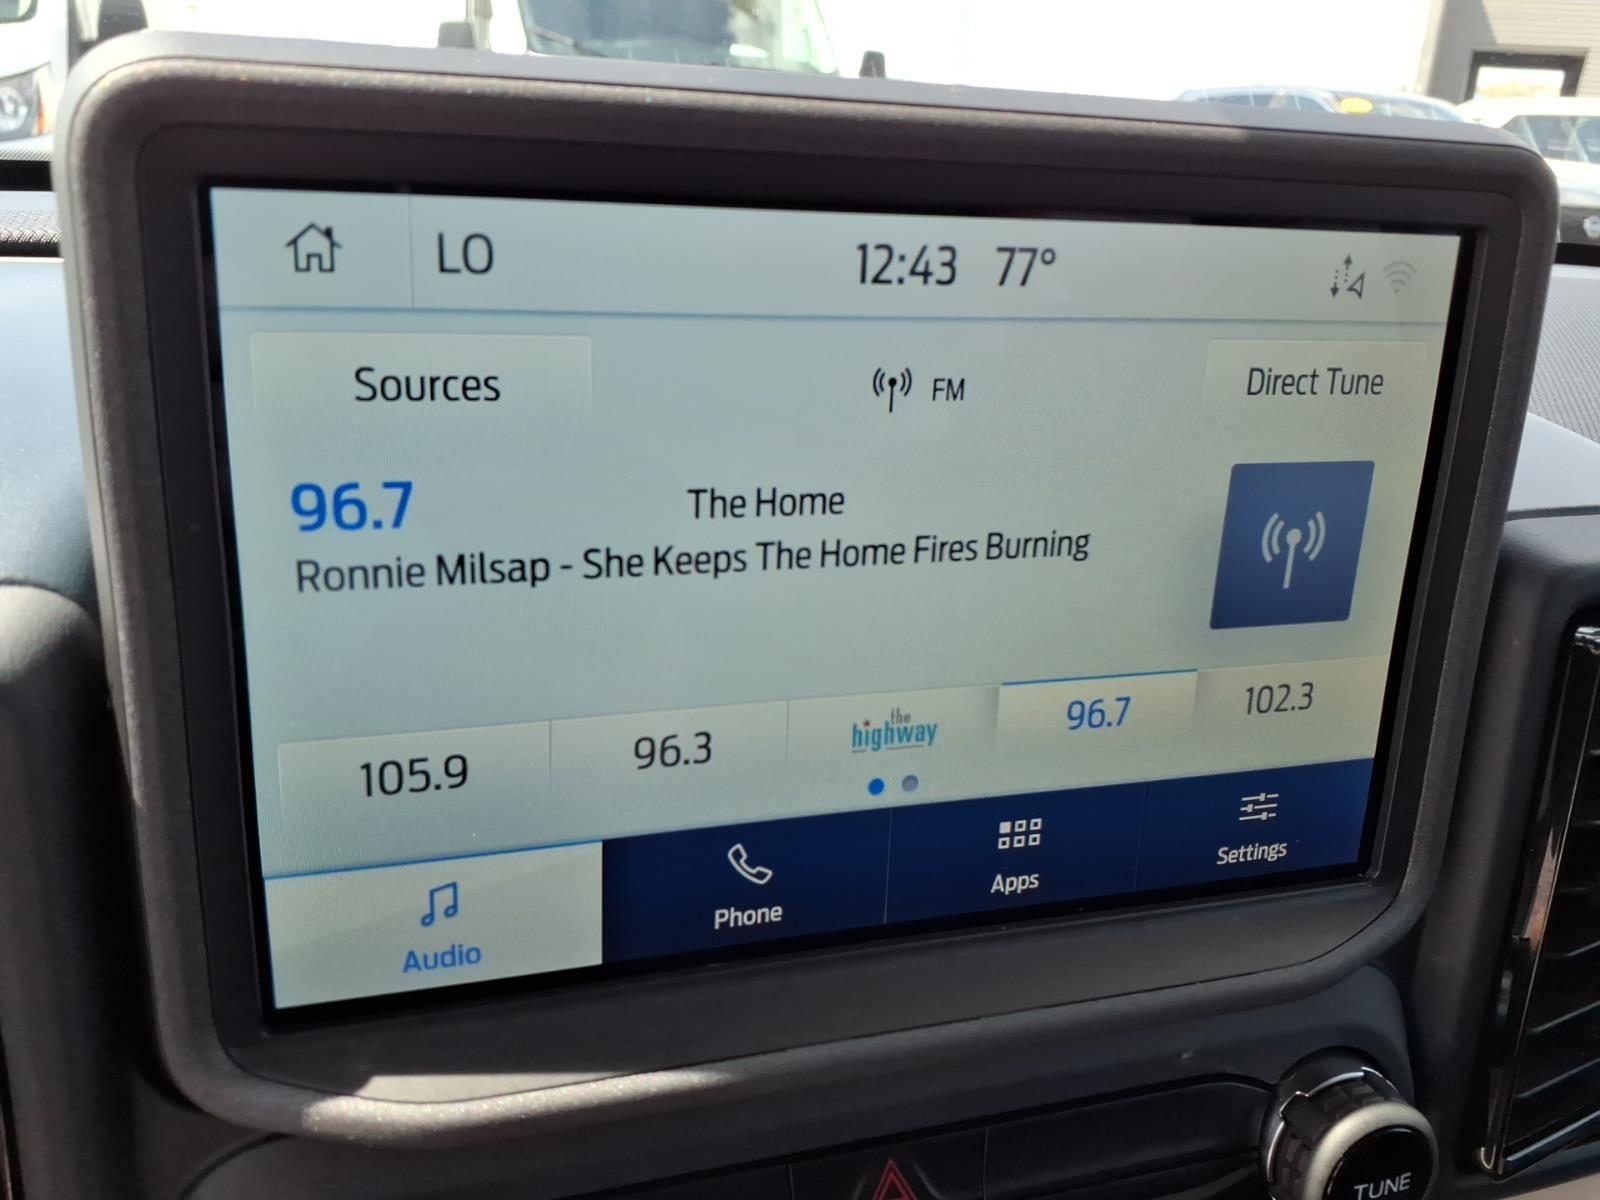 LO
12:43 77°
Sources
FM
Direct Tune
96.7
The Home
Ronnie Milsap - She Keeps The Home Fires Burning
105.9
96.3
the
highway
96.7
102.3
Audio
Phone
Apps
Settings
TUNE